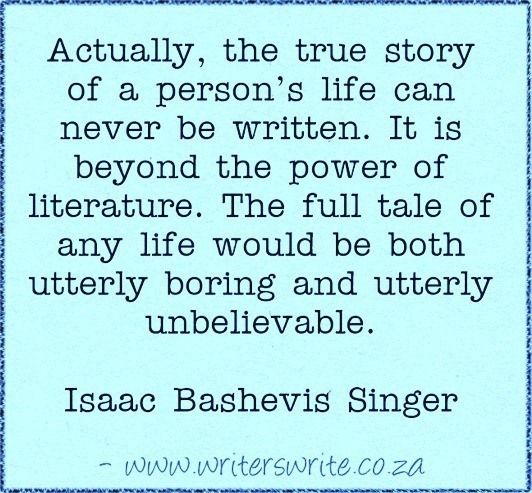 Actually, the true story
of a person's life can
never be written. It is
beyond the power of
literature. The full tale of
any life would be both
utterly boring and utterly
unbelievable.
Isaac Bashevis Singer
- www.writerswrite.co.za